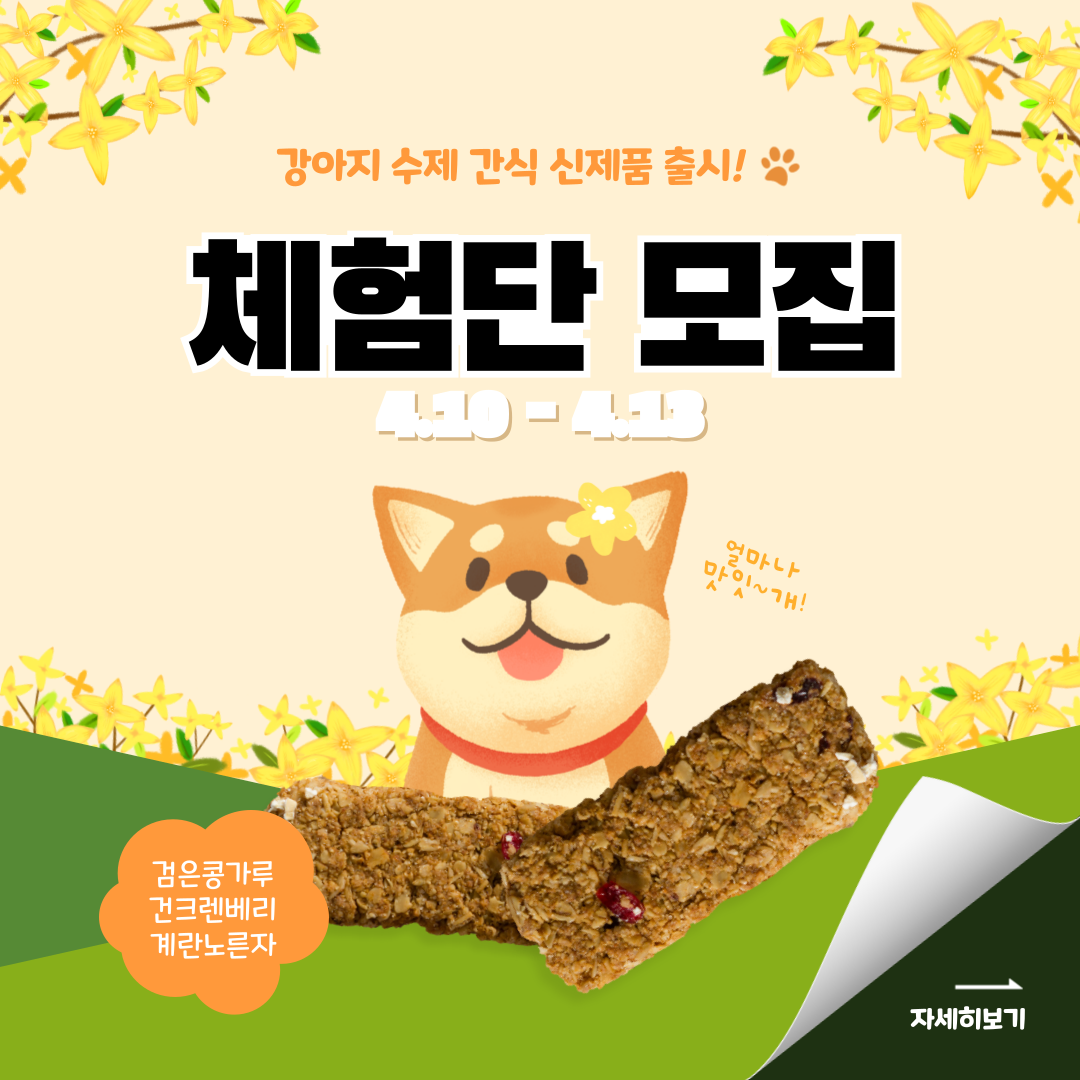 강아지 수제 간식 신제품 출시!
체험단 모집
4.10 - 4.13
얼마나
맛있~개!
검은콩가루
건크렌베리
계란노른자
자세히보기